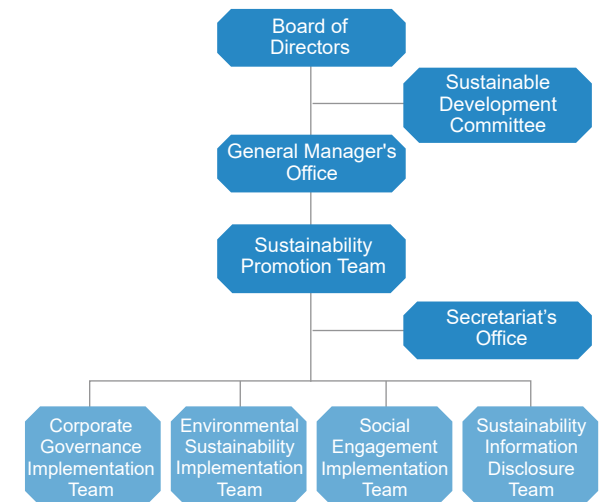 Board of
Directors
Sustainable
Development
Committee
General Manager's
Office
Sustainability
Promotion Team
Secretariat’s
Office
Corporate
Governance
Implementation
Team
Environmental
Sustainability
Implementation
Team
Social
Engagement
Implementation
Team
Sustainability
Information
Disclosure
Team